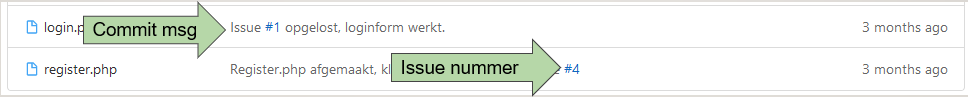 login.p Commit msg Issue #1 opgelost, loginform werkt. 3 months ago
register.php Register.php afgemaakt, kl Issue nummer #4 3 months ago